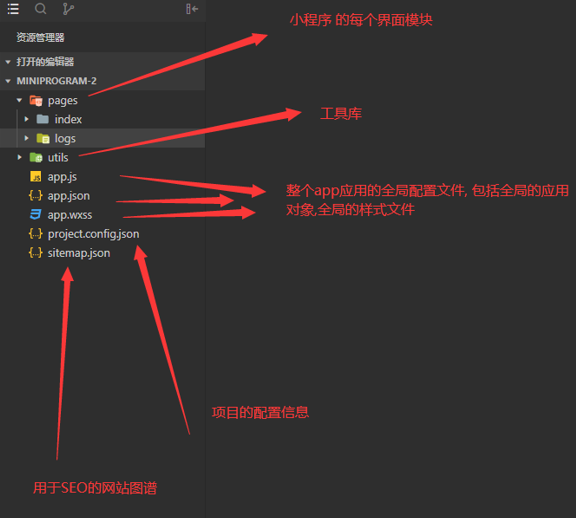 小程序 的每个界面模块
资源管理器
打开的编辑器
MINIPROGRAM-2
pages
index
工具库
logs
utils
JS app.js
整个app应用的全局配置文件, 包括全局的应用
{..} app.json
对象,全局的样式文件
app.wxss
{..} project.config.json
{..} sitemap.json
项目的配置信息
用于SEO的网站图谱